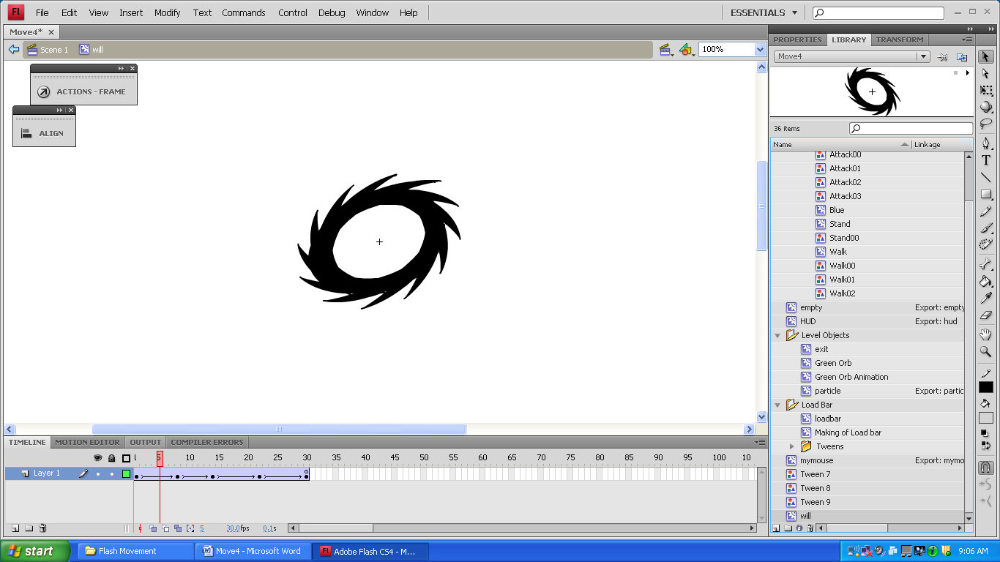 Fl File Edit View Insert Modify Text Commands Control Debug Window Help ESSENTIALS
Move4*
Scene 1 will 100%
ACTIONS - FRAME
ALIGN
PROPERTIES LIBRARY TRANSFORM
Move4
36 items
Name Linkage
Attack00
Attack01
Attack02
Attack03
Blue
Stand
Stand00
Walk
Walk00
Walk01
Walk02
empty Export: empty
HUD Export: hud
Level Objects
exit
Green Orb
Green Orb Animation
particle Export: partic
Load Bar
loadbar
Making of Load bar
Tweens
mymouse Export: mymo
Tween 7
Tween 8
Tween 9
will
TIMELINE MOTION EDITOR OUTPUT COMPILER ERRORS
5 10 15 20 25 30 35 40 45 50 55 60 65 70 75 80 85 90 95 100 10
Layer 1
5 30.0fps 0.1s
start Flash Movement Move4 - Microsoft Word Fl Adobe Flash CS4 - M... 9:06 AM